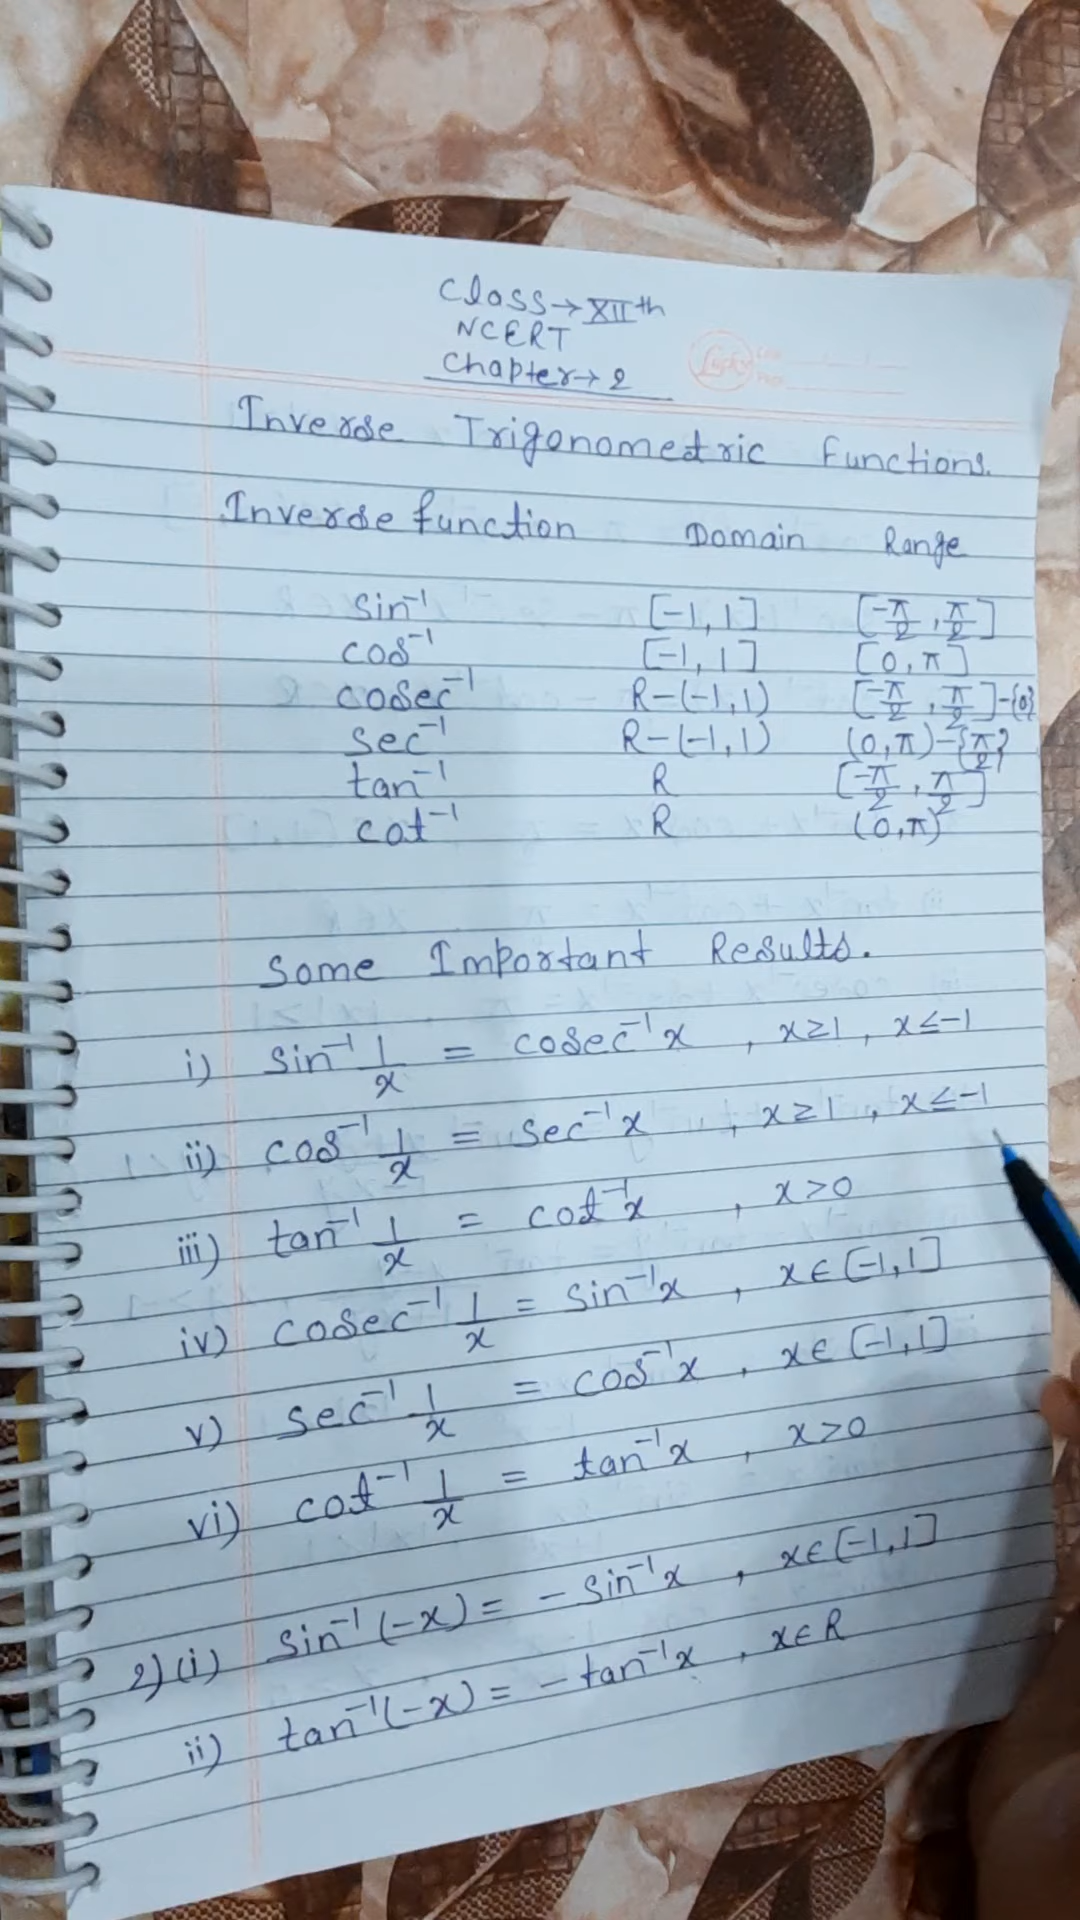 Class→XIIth
NCERT
Chapter→2
Lucky
Inverse Trigonometric Functions.
Inverse function Domain Range
sin⁻¹ [-1,1] [-π/2, π/2]
cos⁻¹ [-1,1] [0,π]
cosec⁻¹ R-(-1,1) [-π/2, π/2]-{0}
sec⁻¹ R-(-1,1) (0,π)-{π/2}
tan⁻¹ R [-π/2, π/2]
cot⁻¹ R (0,π)
Some Important Results.
i) sin⁻¹ 1/x = cosec⁻¹x , x≥1, x≤-1
ii) cos⁻¹ 1/x = sec⁻¹x , x≥1, x≤-1
iii) tan⁻¹ 1/x = cot⁻¹x , x>0
iv) cosec⁻¹ 1/x = sin⁻¹x , x∈[-1,1]
v) sec⁻¹ 1/x = cos⁻¹x , x∈[-1,1]
vi) cot⁻¹ 1/x = tan⁻¹x , x>0
2)(i) sin⁻¹(-x) = -sin⁻¹x , x∈[-1,1]
ii) tan⁻¹(-x) = -tan⁻¹x , x∈R